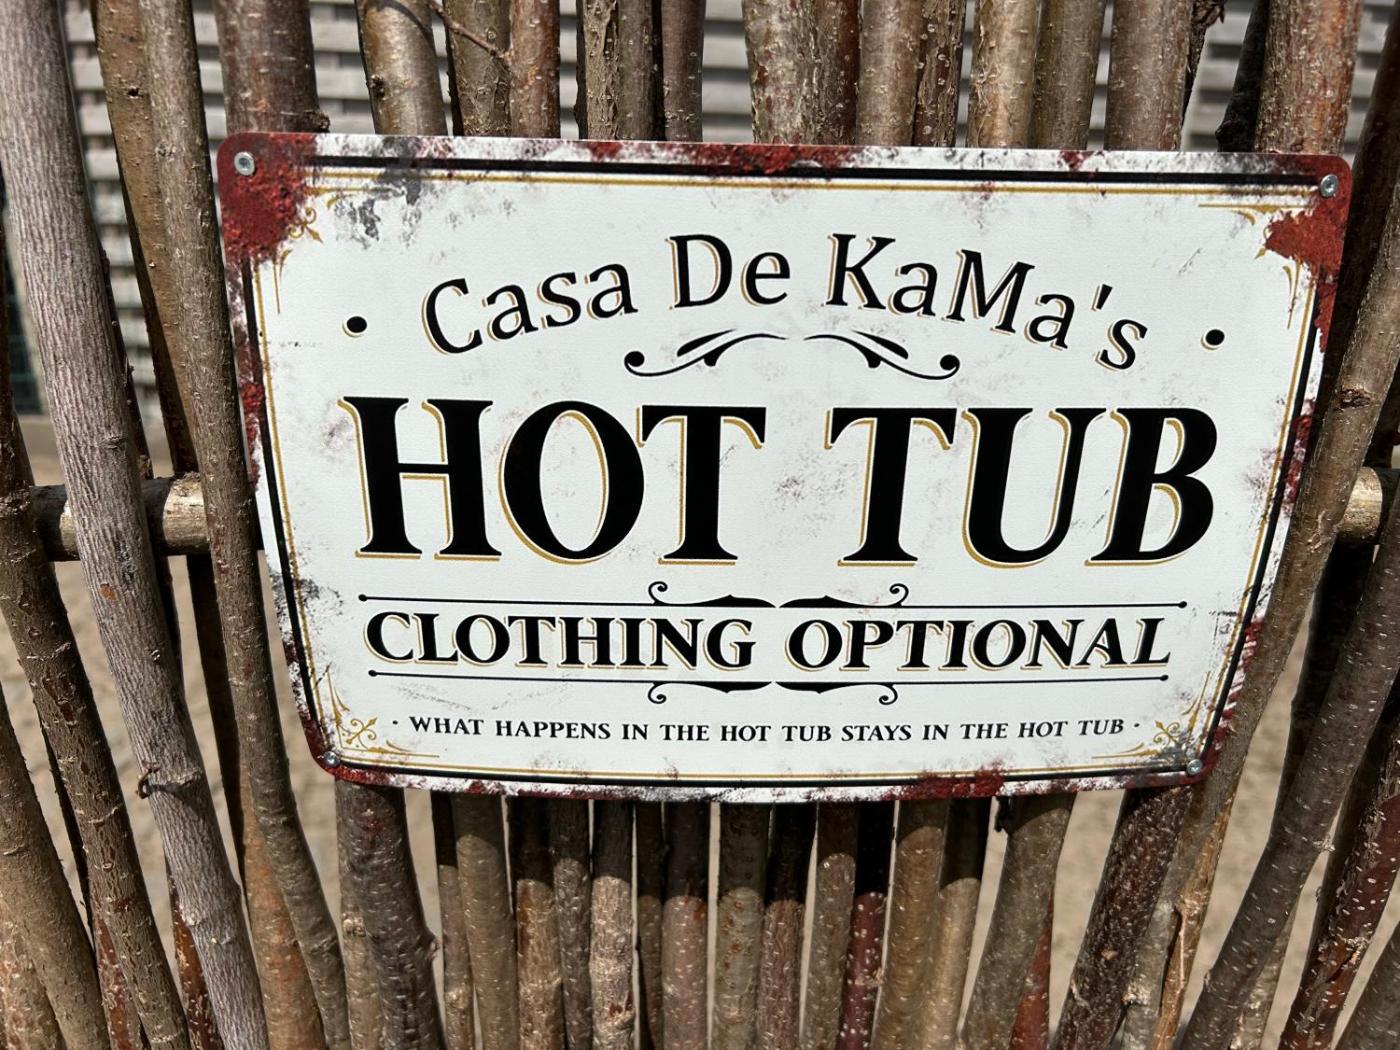 • Casa De KaMa's •
HOT TUB
CLOTHING OPTIONAL
· WHAT HAPPENS IN THE HOT TUB STAYS IN THE HOT TUB ·